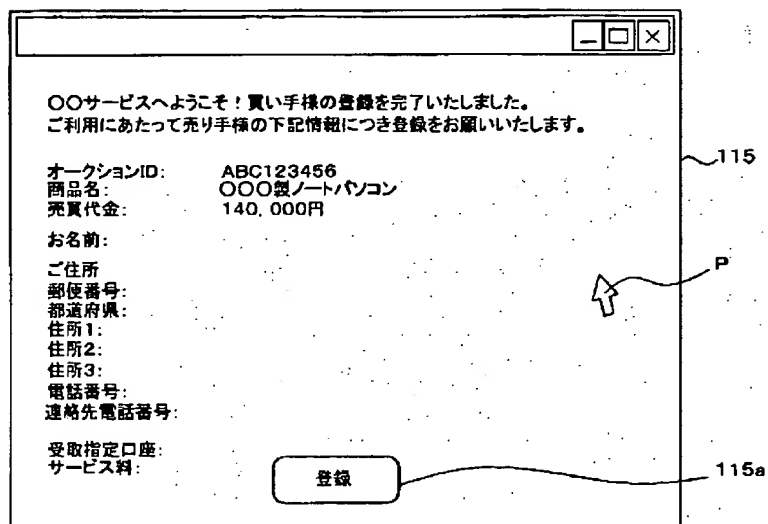 〇〇サービスへようこそ！買い手様の登録を完了いたしました。
ご利用にあたって売り手様の下記情報につき登録をお願いいたします。
オークションID: ABC123456
商品名: 〇〇〇製ノートパソコン
売買代金: 140,000円
お名前:
ご住所
郵便番号:
都道府県:
住所1:
住所2:
住所3:
電話番号:
連絡先電話番号:
受取指定口座:
サービス料:
登録
115
P
115a